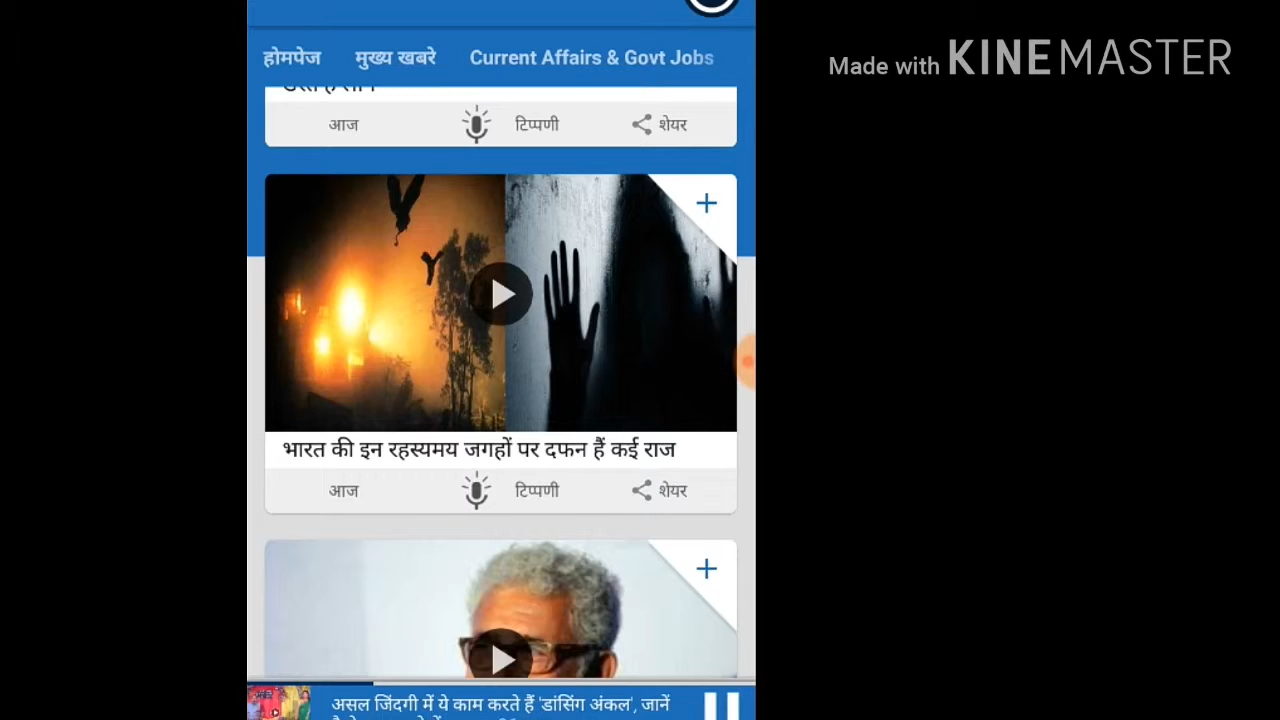 Made with KINEMASTER
होमपेज मुख्य खबरे Current Affairs & Govt Jobs
आज टिप्पणी शेयर
भारत की इन रहस्यमय जगहों पर दफन हैं कई राज
आज टिप्पणी शेयर
असल जिंदगी में ये काम करते हैं 'डांसिंग अंकल', जानें